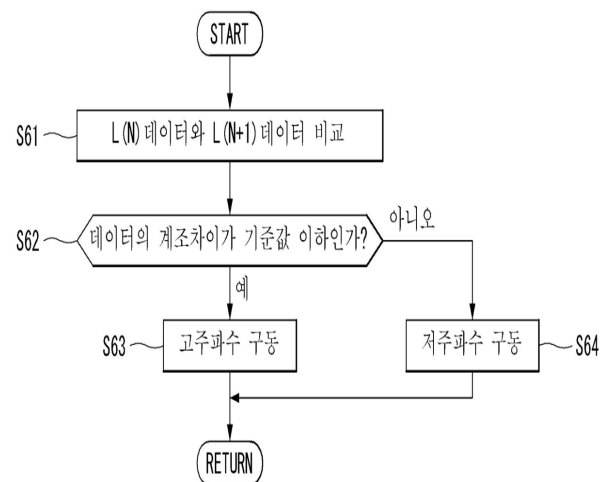 START
S61
L(N)데이터와 L(N+1)데이터 비교
S62
데이터의 계조차이가 기준값 이하인가?
아니오
예
S63
고주파수 구동
저주파수 구동
S64
RETURN